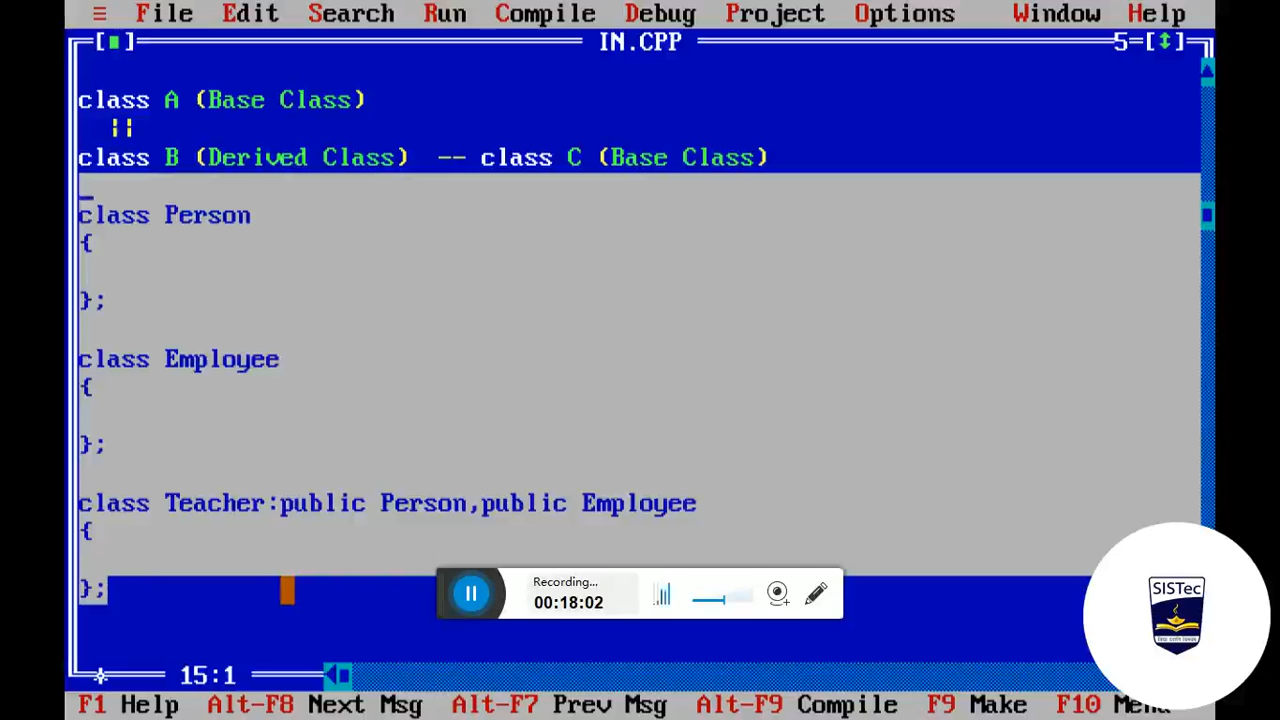 ≡ File Edit Search Run Compile Debug Project Options Window Help
[■] IN.CPP 5=[↕]
class A (Base Class)
||
class B (Derived Class) -- class C (Base Class)
class Person
{
};
class Employee
{
};
class Teacher:public Person,public Employee
{
};
Recording...
00:18:02
SISTec
15:1
F1 Help Alt-F8 Next Msg Alt-F7 Prev Msg Alt-F9 Compile F9 Make F10 Menu